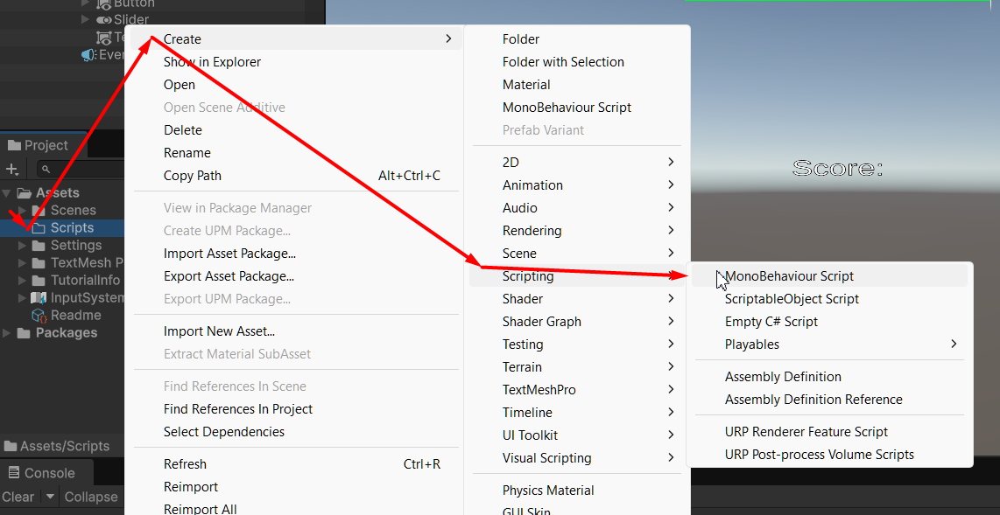 Button
Slider
Project
Assets
Scenes
Scripts
Settings
TextMesh P
TutorialInfo
InputSystem
Readme
Packages
Assets/Scripts
Console
Clear
Collapse
Create
Show in Explorer
Open
Open Scene Additive
Delete
Rename
Copy Path Alt+Ctrl+C
View in Package Manager
Create UPM Package...
Import Asset Package...
Export Asset Package...
Export UPM Package...
Import New Asset...
Extract Material SubAsset
Find References In Scene
Find References In Project
Select Dependencies
Refresh Ctrl+R
Reimport
Reimport All
Folder
Folder with Selection
Material
MonoBehaviour Script
Prefab Variant
2D
Animation
Audio
Rendering
Scene
Scripting
Shader
Shader Graph
Testing
Terrain
TextMeshPro
Timeline
UI Toolkit
Visual Scripting
Physics Material
GUI Skin
MonoBehaviour Script
ScriptableObject Script
Empty C# Script
Playables
Assembly Definition
Assembly Definition Reference
URP Renderer Feature Script
URP Post-process Volume Scripts
Score: